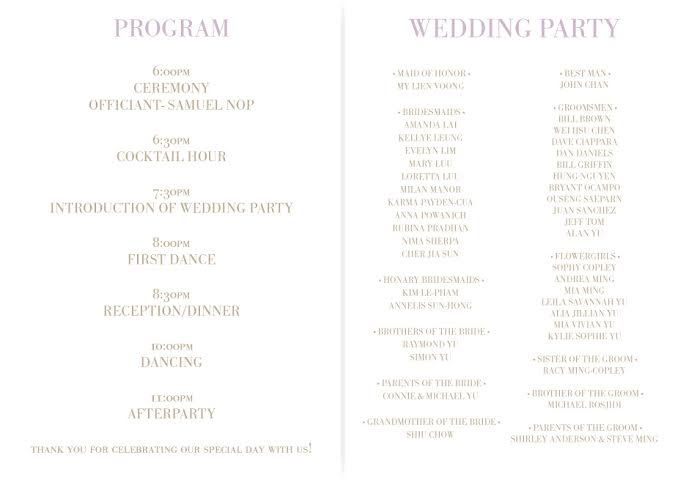 PROGRAM
6:00PM
CEREMONY
OFFICIANT- SAMUEL NOP
6:30PM
COCKTAIL HOUR
7:30PM
INTRODUCTION OF WEDDING PARTY
8:00PM
FIRST DANCE
8:30PM
RECEPTION/DINNER
10:00PM
DANCING
11:00PM
AFTERPARTY
THANK YOU FOR CELEBRATING OUR SPECIAL DAY WITH US!
WEDDING PARTY
• MAID OF HONOR •
MY LIEN VOONG
• BRIDESMAIDS •
AMANDA LAI
KELLYE LEUNG
EVELYN LIM
MARY LUU
LORETTA LUU
MILAN MANOR
KARMA PAYDEN-CUA
ANNA POWANICH
RUBINA PRADHAN
NIMA SHERPA
CHER JIA SUN
• HONARY BRIDESMAIDS •
KIM LE-PHAM
ANNELIS SUN-HONG
• BROTHERS OF THE BRIDE •
RAYMOND YU
SIMON YU
• PARENTS OF THE BRIDE •
CONNIE & MICHAEL YU
• GRANDMOTHER OF THE BRIDE •
SHIU CHOW
• BEST MAN •
JOHN CHAN
• GROOMSMEN •
BILL BROWN
WEI HSU CHEN
DAVE CIAPPARA
DAN DANIELS
BILL GRIFFIN
HUNG NGUYEN
BRYANT OCAMPO
OUSENG SAEPARN
JUAN SANCHEZ
JEFF TOM
ALAN YU
• FLOWERGIRLS •
SOPHY COPLEY
ANDREA MING
MIA MING
LEILA SAVANNAH YU
ALIA JILLIAN YU
MIA VIVIAN YU
KYLIE SOPHIE YU
• SISTER OF THE GROOM •
RACY MING-COPLEY
• BROTHER OF THE GROOM •
MICHAEL ROSJIDI
• PARENTS OF THE GROOM •
SHIRLEY ANDERSON & STEVE MING